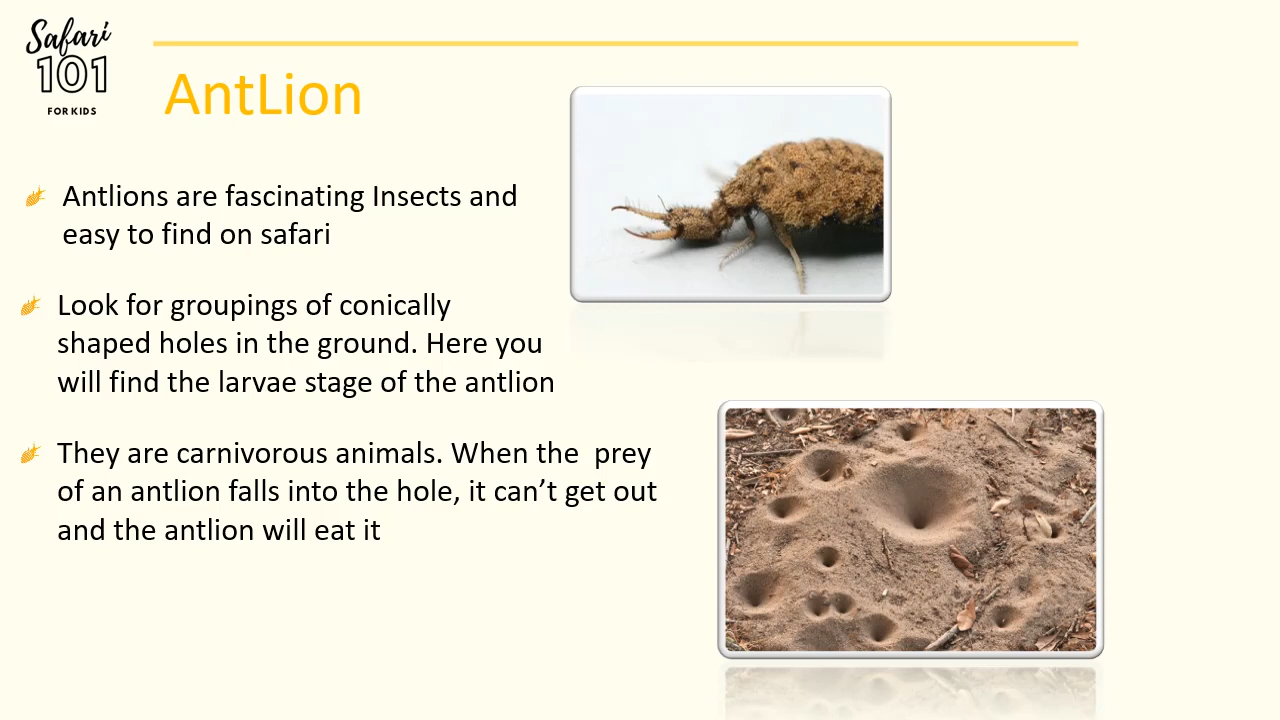 Safari
101
FOR KIDS
AntLion
Antlions are fascinating Insects and
easy to find on safari
Look for groupings of conically
shaped holes in the ground. Here you
will find the larvae stage of the antlion
They are carnivorous animals. When the  prey
of an antlion falls into the hole, it can’t get out
and the antlion will eat it